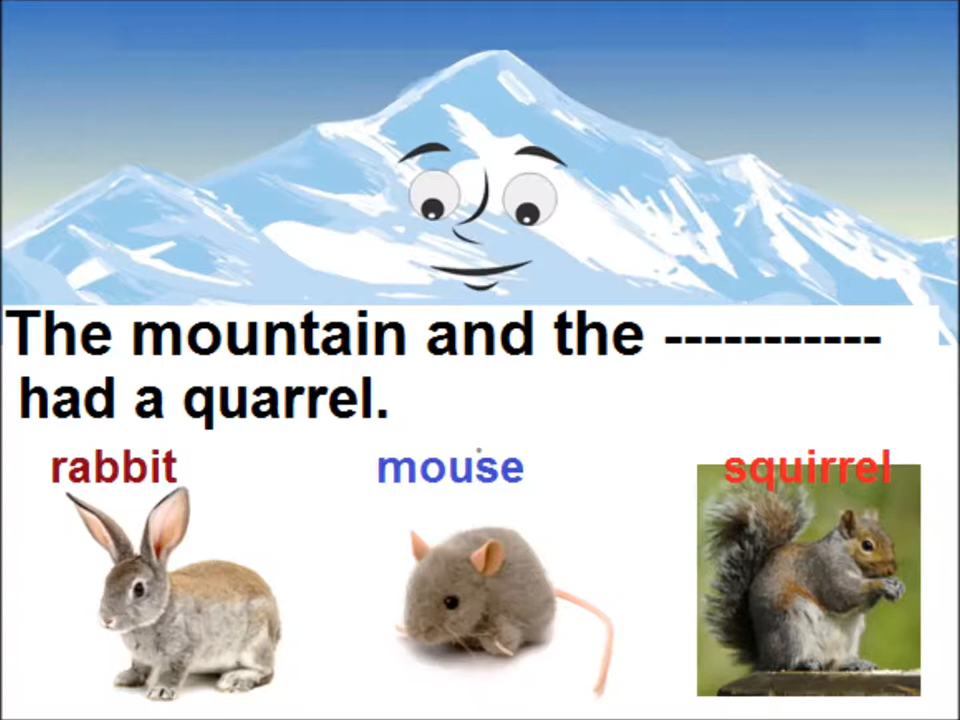 The mountain and the -----------
had a quarrel.
rabbit mouse squirrel